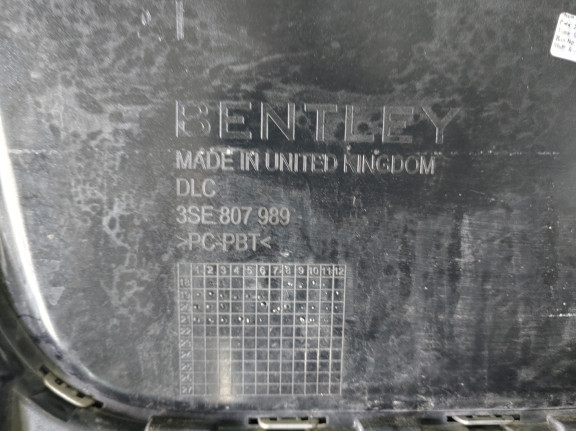 BENTLEY
MADE IN UNITED KINGDOM
DLC
3SE 807 989
>PC-PBT<
1 2 3 4 5 6 7 8 9 10 11 12